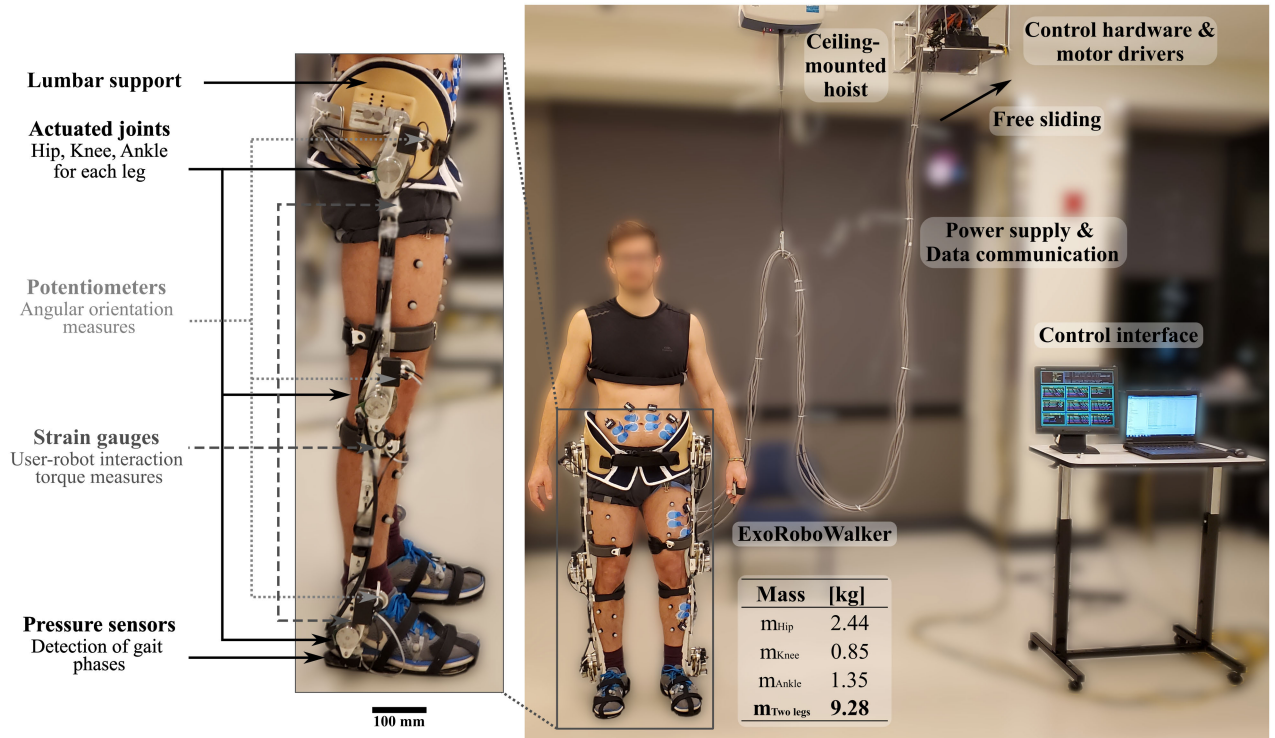 Lumbar support
Actuated joints
Hip, Knee, Ankle
for each leg
Potentiometers
Angular orientation
measures
Strain gauges
User-robot interaction
torque measures
Pressure sensors
Detection of gait
phases
100 mm
Ceiling-
mounted
hoist
Control hardware &
motor drivers
Free sliding
Power supply &
Data communication
Control interface
ExoRoboWalker
Mass [kg]
mHip 2.44
mKnee 0.85
mAnkle 1.35
mTwo legs 9.28